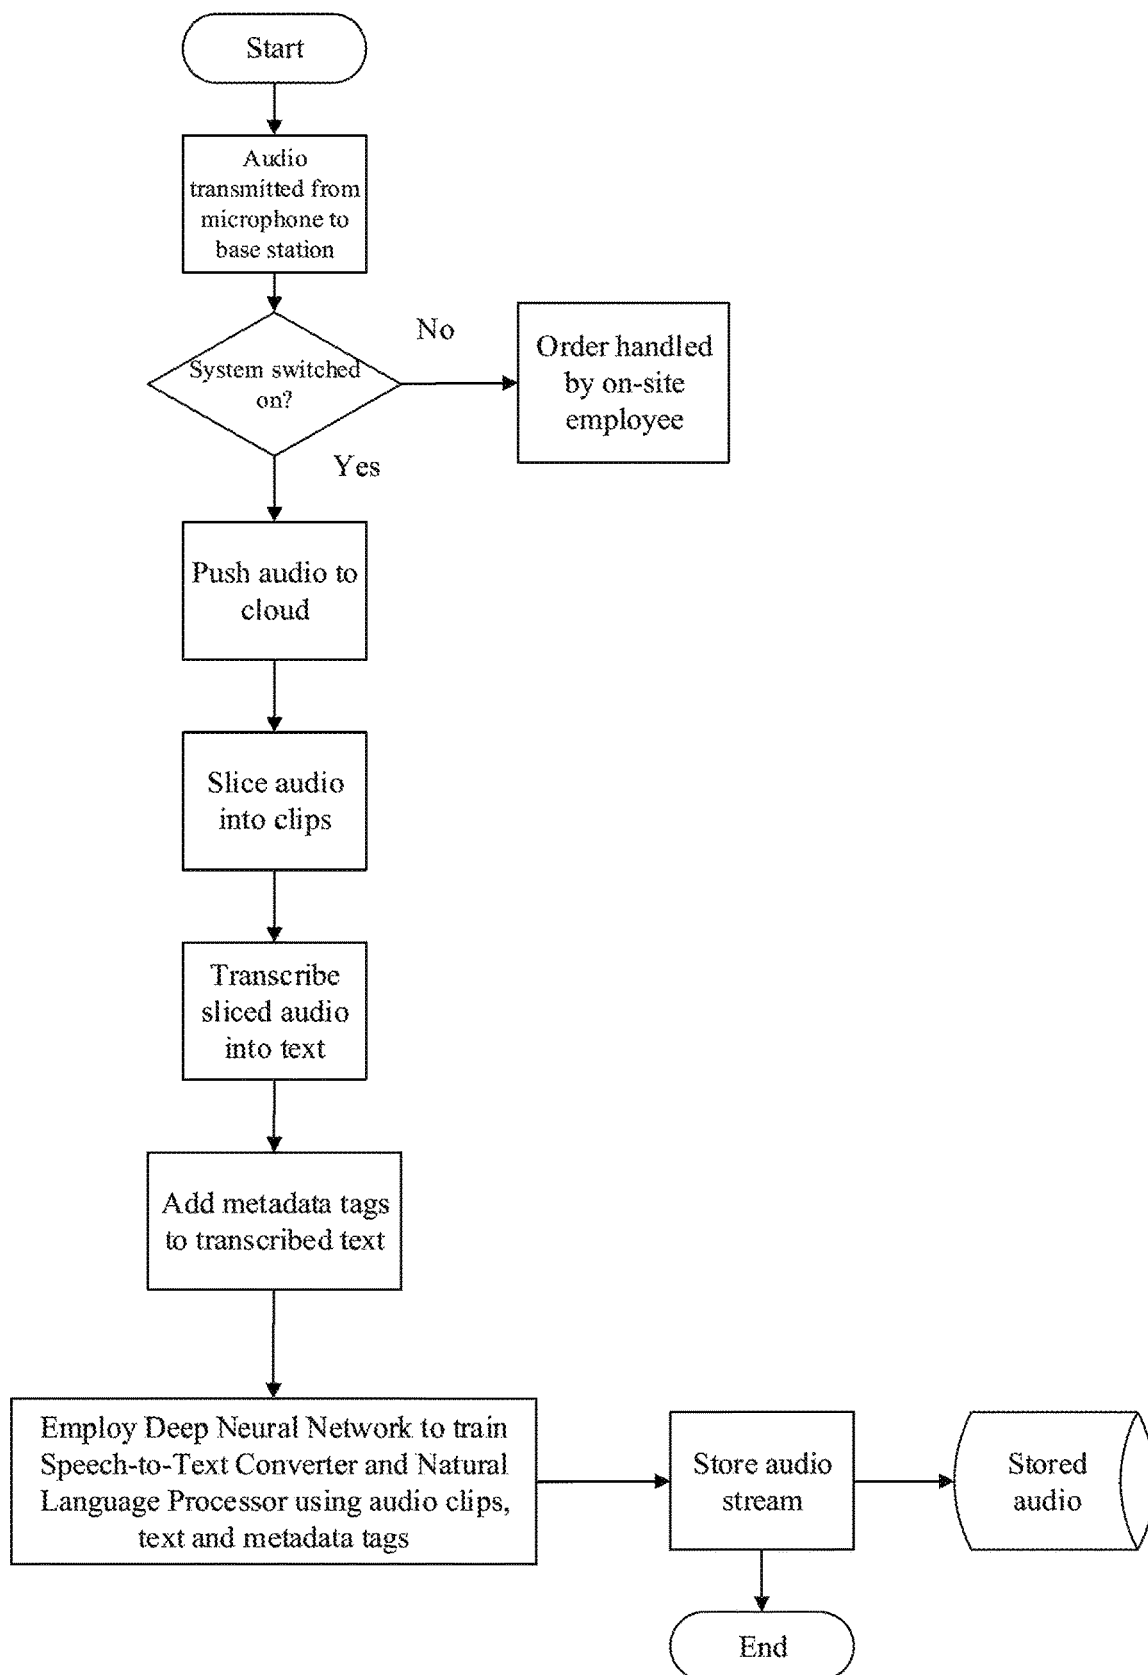 Start
Audio
transmitted from
microphone to
base station
System switched
on?
No
Order handled
by on-site
employee
Yes
Push audio to
cloud
Slice audio
into clips
Transcribe
sliced audio
into text
Add metadata tags
to transcribed text
Employ Deep Neural Network to train
Speech-to-Text Converter and Natural
Language Processor using audio clips,
text and metadata tags
Store audio
stream
Stored
audio
End